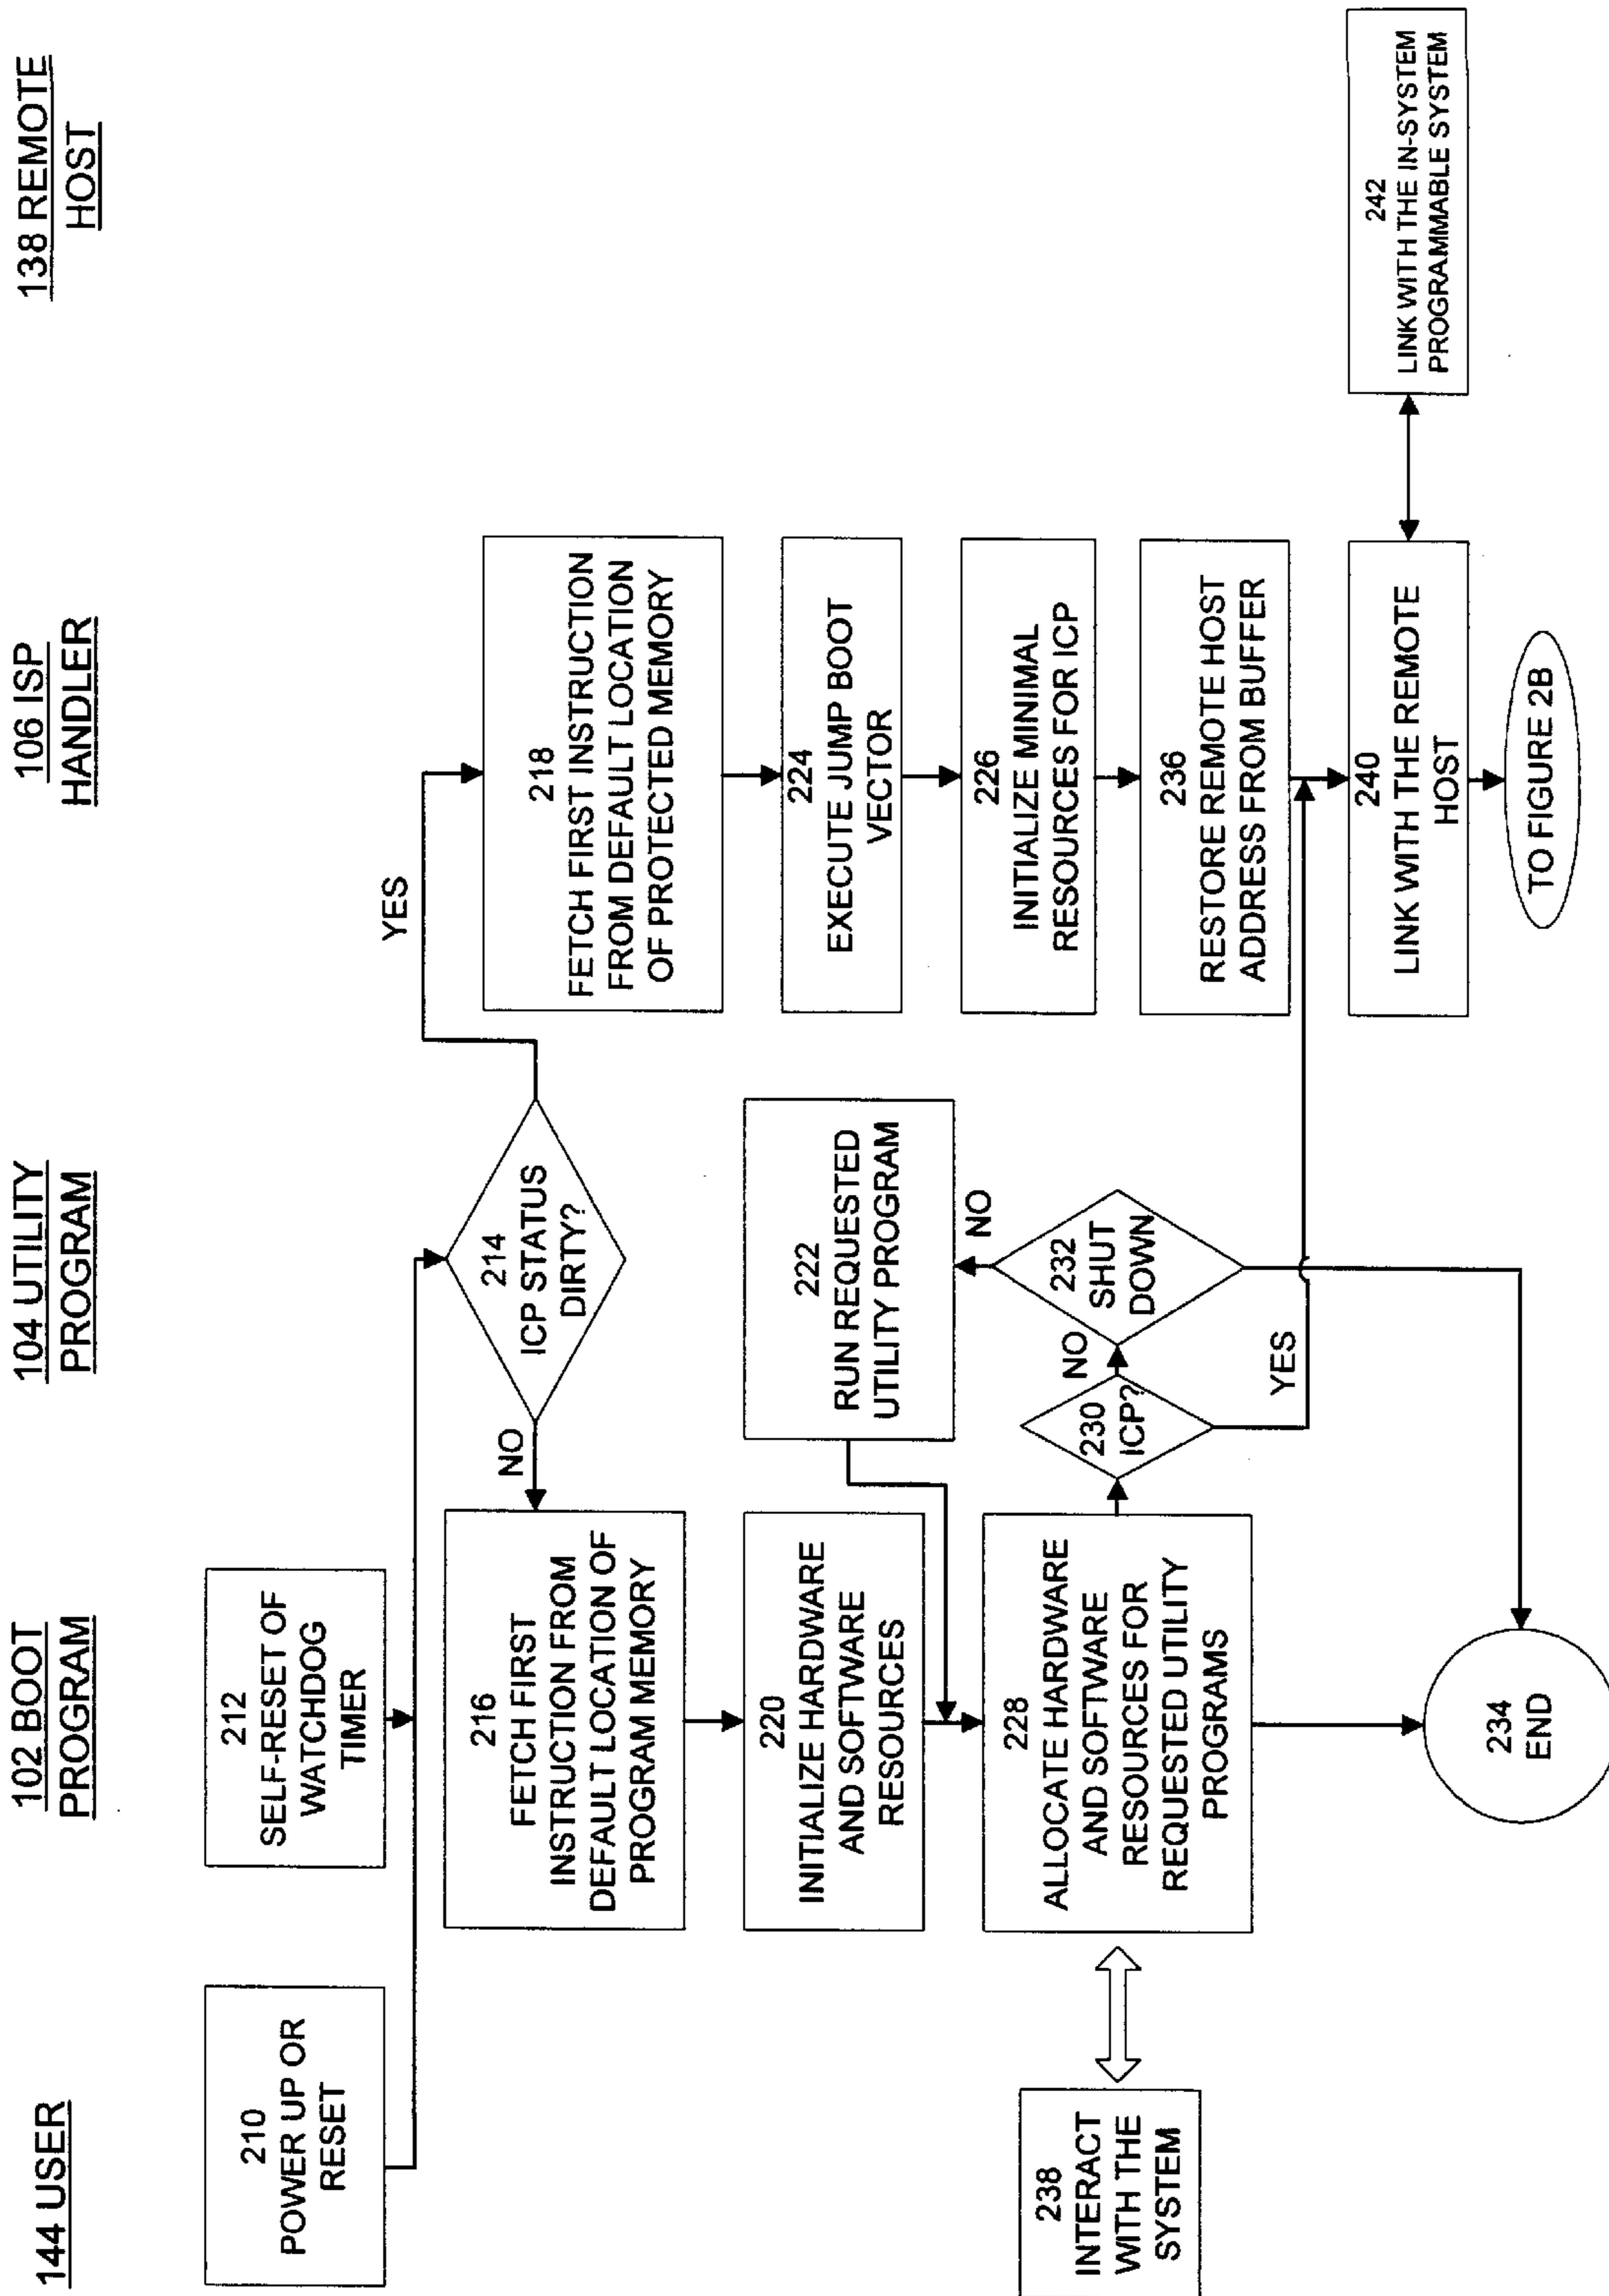 144 USER
102 BOOT
PROGRAM
104 UTILITY
PROGRAM
106 ISP
HANDLER
138 REMOTE
HOST
210
POWER UP OR
RESET
212
SELF-RESET OF
WATCHDOG
TIMER
214
ICP STATUS
DIRTY?
YES
NO
216
FETCH FIRST
INSTRUCTION FROM
DEFAULT LOCATION OF
PROGRAM MEMORY
218
FETCH FIRST INSTRUCTION
FROM DEFAULT LOCATION
OF PROTECTED MEMORY
220
INITIALIZE HARDWARE
AND SOFTWARE
RESOURCES
222
RUN REQUESTED
UTILITY PROGRAM
224
EXECUTE JUMP BOOT
VECTOR
226
INITIALIZE MINIMAL
RESOURCES FOR ICP
238
INTERACT
WITH THE
SYSTEM
228
ALLOCATE HARDWARE
AND SOFTWARE
RESOURCES FOR
REQUESTED UTILITY
PROGRAMS
230
ICP?
NO
YES
232
SHUT
DOWN
NO
236
RESTORE REMOTE HOST
ADDRESS FROM BUFFER
240
LINK WITH THE REMOTE
HOST
242
LINK WITH THE IN-SYSTEM
PROGRAMMABLE SYSTEM
234
END
TO FIGURE 2B